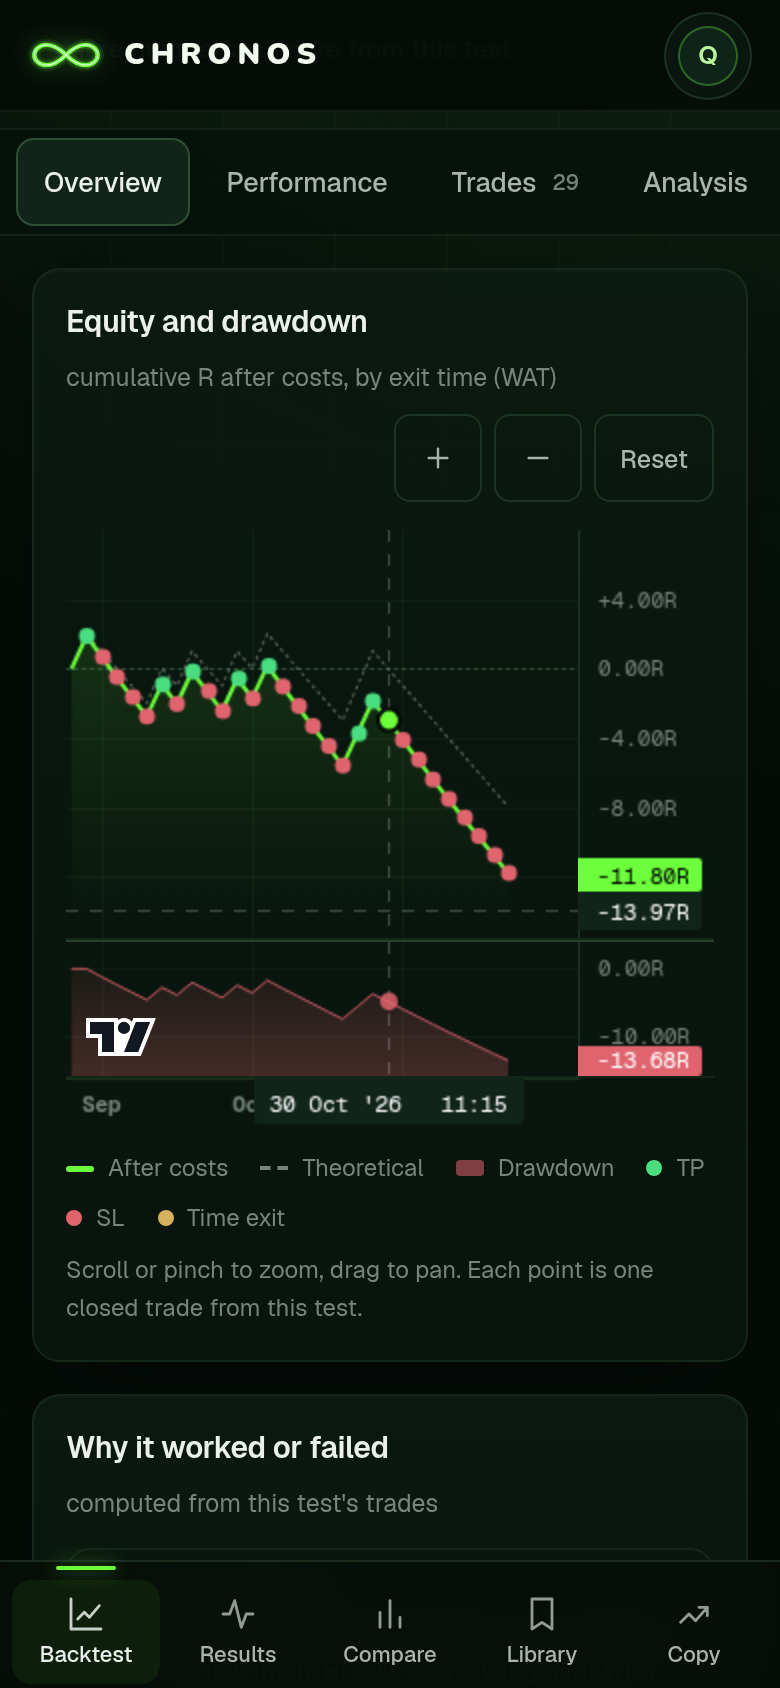 CHRONOS
Q
Overview Performance Trades 29 Analysis
Equity and drawdown
cumulative R after costs, by exit time (WAT)
+ − Reset
+4.00R
0.00R
-4.00R
-8.00R
-11.80R
-13.97R
0.00R
-10.00R
-13.68R
Sep 30 Oct '26 11:15
After costs Theoretical Drawdown TP
SL Time exit
Scroll or pinch to zoom, drag to pan. Each point is one
closed trade from this test.
Why it worked or failed
computed from this test's trades
Backtest Results Compare Library Copy